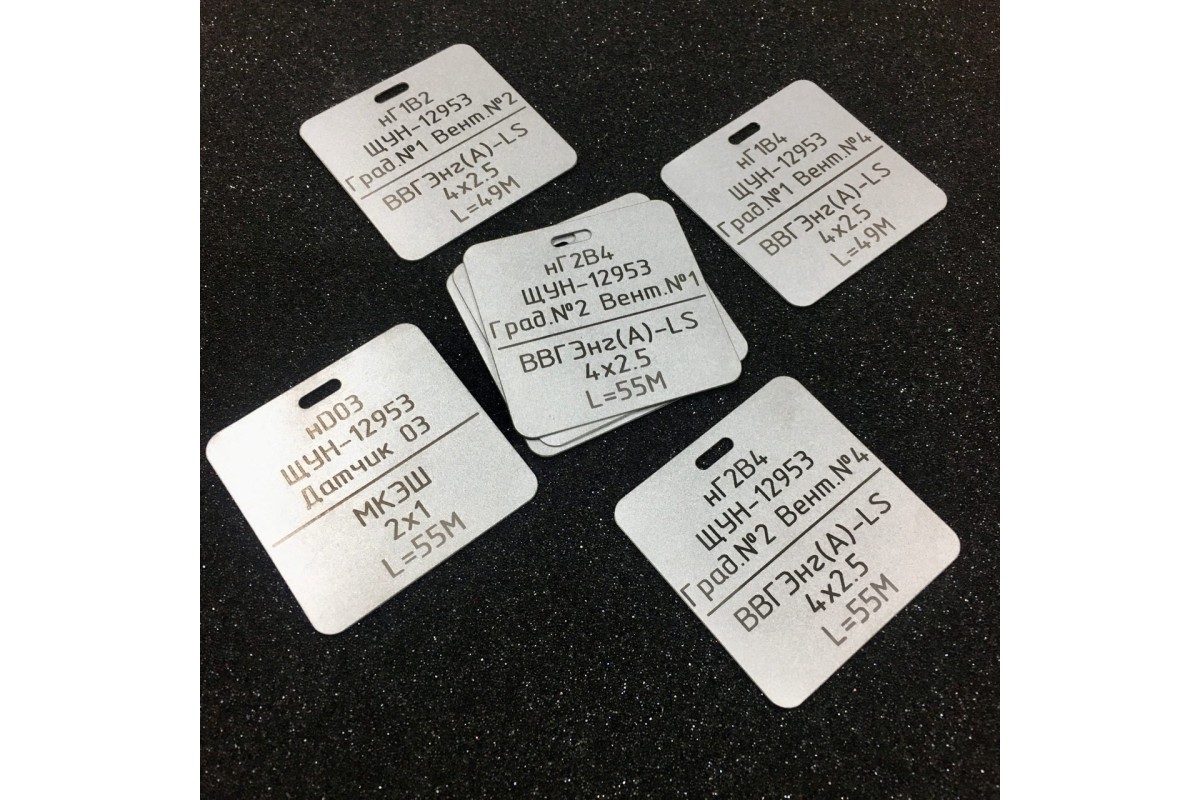 нГ1В2
ЩУН-12953
Град.№1 Вент.№2
ВВГЭнг(А)-LS
4х2.5
L=49М
нГ1В4
ЩУН-12953
Град.№1 Вент.№4
ВВГЭнг(А)-LS
4х2.5
L=49М
нГ2В4
ЩУН-12953
Град.№2 Вент.№1
ВВГЭнг(А)-LS
4х2.5
L=55М
нD03
ЩУН-12953
Датчик 03
МКЭШ
2х1
L=55М
нГ2В4
ЩУН-12953
Град.№2 Вент.№4
ВВГЭнг(А)-LS
4х2.5
L=55М